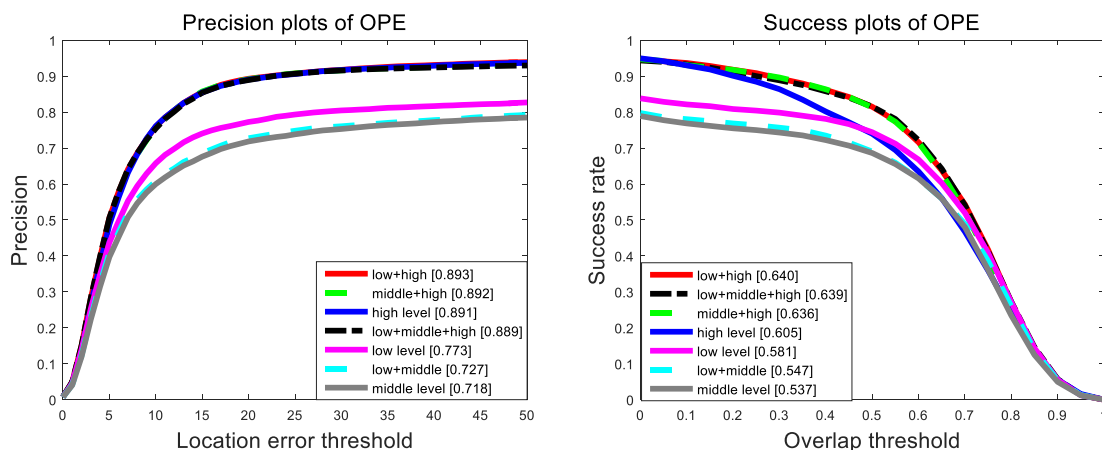 Precision plots of OPE
1
0.9
0.8
0.7
0.6
0.5
0.4
0.3
0.2
0.1
0
Precision
low+high [0.893]
middle+high [0.892]
high level [0.891]
low+middle+high [0.889]
low level [0.773]
low+middle [0.727]
middle level [0.718]
0 5 10 15 20 25 30 35 40 45 50
Location error threshold
Success plots of OPE
1
0.9
0.8
0.7
0.6
0.5
0.4
0.3
0.2
0.1
0
Success rate
low+high [0.640]
low+middle+high [0.639]
middle+high [0.636]
high level [0.605]
low level [0.581]
low+middle [0.547]
middle level [0.537]
0 0.1 0.2 0.3 0.4 0.5 0.6 0.7 0.8 0.9 1
Overlap threshold